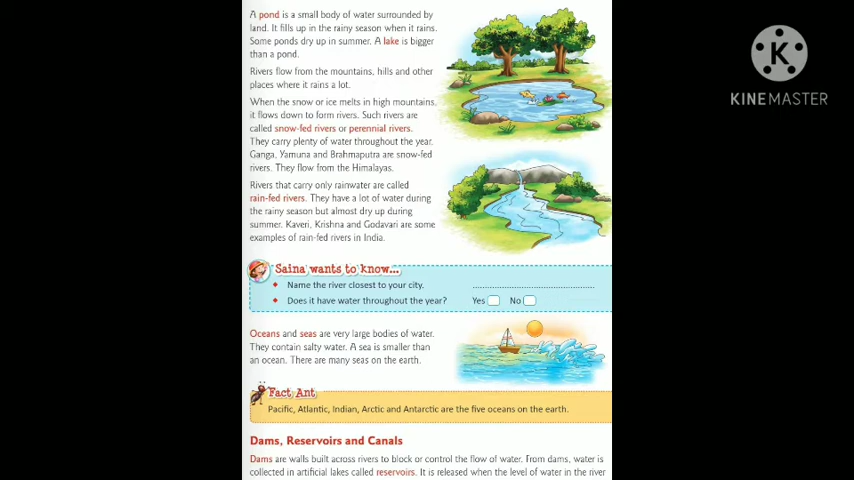 A pond is a small body of water surrounded by
land. It fills up in the rainy season when it rains.
Some ponds dry up in summer. A lake is bigger
than a pond.
Rivers flow from the mountains, hills and other
places where it rains a lot.
When the snow or ice melts in high mountains,
it flows down to form rivers. Such rivers are
called snow-fed rivers or perennial rivers.
They carry plenty of water throughout the year.
Ganga, Yamuna and Brahmaputra are snow-fed
rivers. They flow from the Himalayas.
Rivers that carry only rainwater are called
rain-fed rivers. They have a lot of water during
the rainy season but almost dry up during
summer. Kaveri, Krishna and Godavari are some
examples of rain-fed rivers in India.
Saina wants to know...
Name the river closest to your city.
Does it have water throughout the year? Yes No
Oceans and seas are very large bodies of water.
They contain salty water. A sea is smaller than
an ocean. There are many seas on the earth.
Fact Ant
Pacific, Atlantic, Indian, Arctic and Antarctic are the five oceans on the earth.
Dams, Reservoirs and Canals
Dams are walls built across rivers to block or control the flow of water. From dams, water is
collected in artificial lakes called reservoirs. It is released when the level of water in the river
K
KINEMASTER